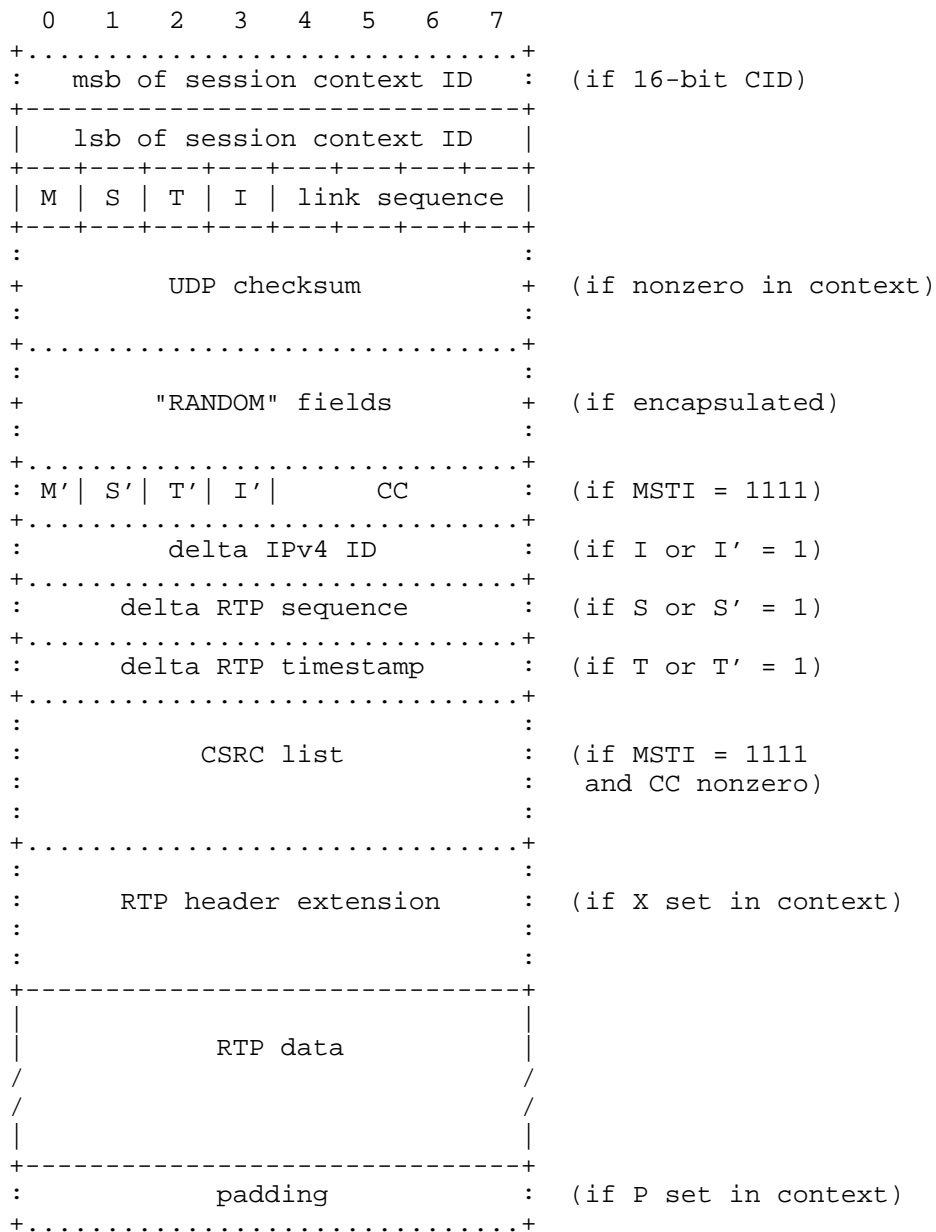 0   1   2   3   4   5   6   7
+...............................+
:   msb of session context ID   :  (if 16-bit CID)
+-------------------------------+
|   lsb of session context ID   |
+---+---+---+---+---+---+---+---+
| M | S | T | I | link sequence |
+---+---+---+---+---+---+---+---+
:                               :
+         UDP checksum          +  (if nonzero in context)
:                               :
+...............................+
:                               :
+        "RANDOM" fields        +  (if encapsulated)
:                               :
+...............................+
: M'| S'| T'| I'|      CC       :  (if MSTI = 1111)
+...............................+
:         delta IPv4 ID         :  (if I or I' = 1)
+...............................+
:      delta RTP sequence       :  (if S or S' = 1)
+...............................+
:      delta RTP timestamp      :  (if T or T' = 1)
+...............................+
:                               :
:           CSRC list           :  (if MSTI = 1111
:                               :   and CC nonzero)
:                               :
+...............................+
:                               :
:      RTP header extension     :  (if X set in context)
:                               :
:                               :
+-------------------------------+
|                               |
|            RTP data           |
/                               /
/                               /
|                               |
+-------------------------------+
:            padding            :  (if P set in context)
+...............................+